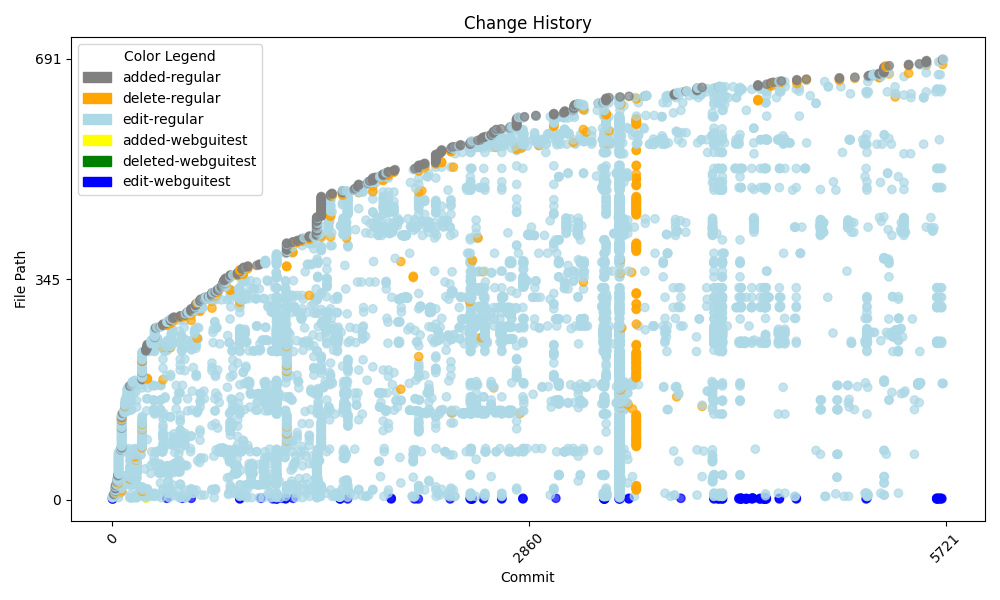 Change History
Color Legend
added-regular
delete-regular
edit-regular
added-webguitest
deleted-webguitest
edit-webguitest
File Path
691
345
0
0
2860
5721
Commit